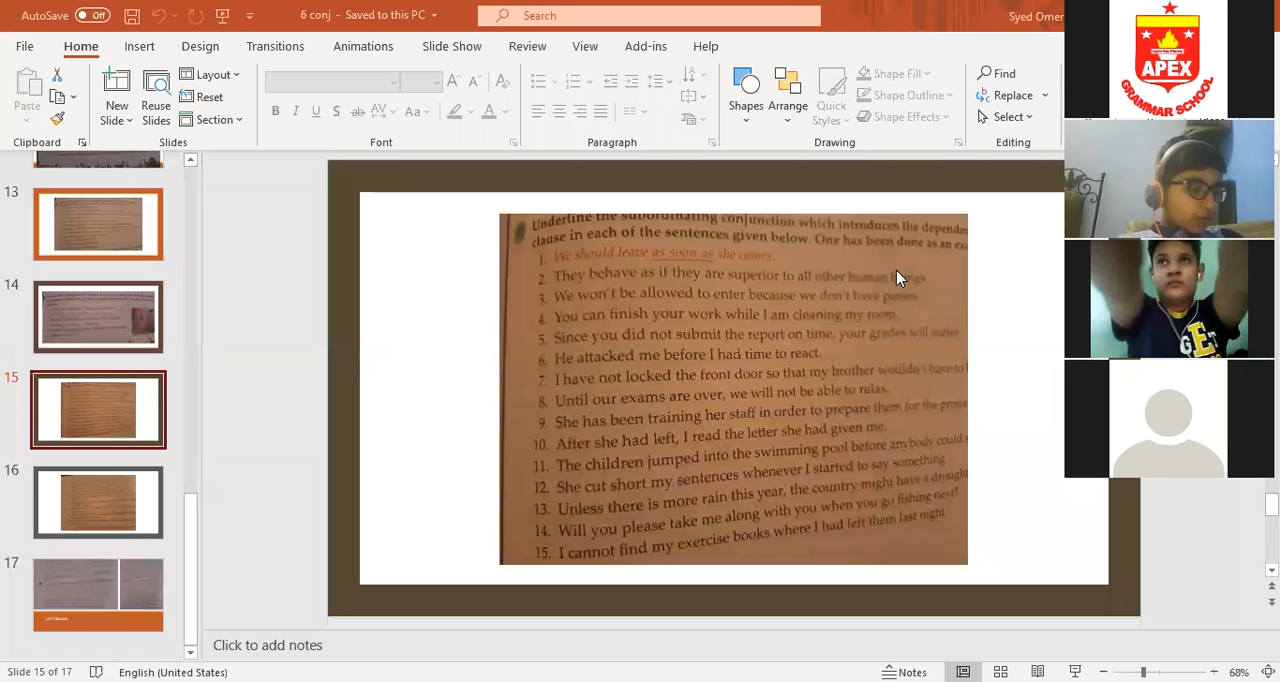 AutoSave Off 6 conj - Saved to this PC Search Syed Omer
File Home Insert Design Transitions Animations Slide Show Review View Add-ins Help
Paste New Slide Reuse Slides Layout Reset Section
B I U S ab AV Aa A
Shapes Arrange Quick Styles Shape Fill Shape Outline Shape Effects
Find Replace Select
Clipboard Slides Font Paragraph Drawing Editing
APEX
GRAMMAR SCHOOL
13
14
15
16
17
Underline the subordinating conjunction which introduces the
clause in each of the sentences given below. One has been done as an
1. We should leave as soon as she comes.
2. They behave as if they are superior to all other human beings.
3. We won't be allowed to enter because we don't have passes.
4. You can finish your work while I am cleaning my room.
5. Since you did not submit the report on time, your grades will suffer
6. He attacked me before I had time to react.
7. I have not locked the front door so that my brother wouldn't have to
8. Until our exams are over, we will not be able to relax.
9. She has been training her staff in order to prepare them for the
10. After she had left, I read the letter she had given me.
11. The children jumped into the swimming pool before anybody could
12. She cut short my sentences whenever I started to say something
13. Unless there is more rain this year, the country might have a drought
14. Will you please take me along with you when you go fishing next?
15. I cannot find my exercise books where I had left them last night
Click to add notes
Slide 15 of 17 English (United States) Notes 68%